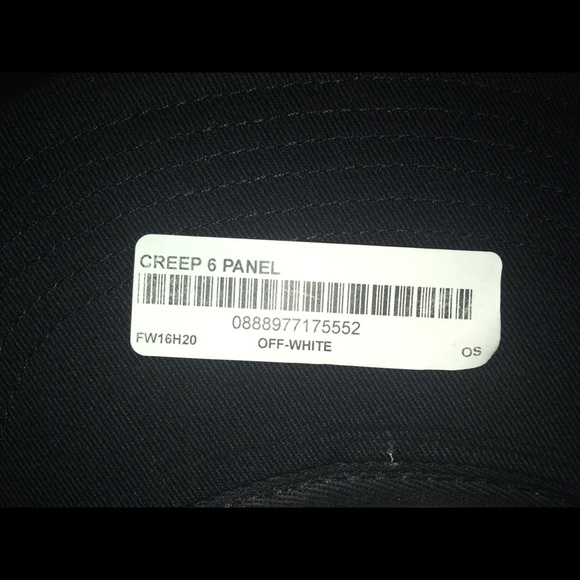 CREEP 6 PANEL
0888977175552
FW16H20 OFF-WHITE OS